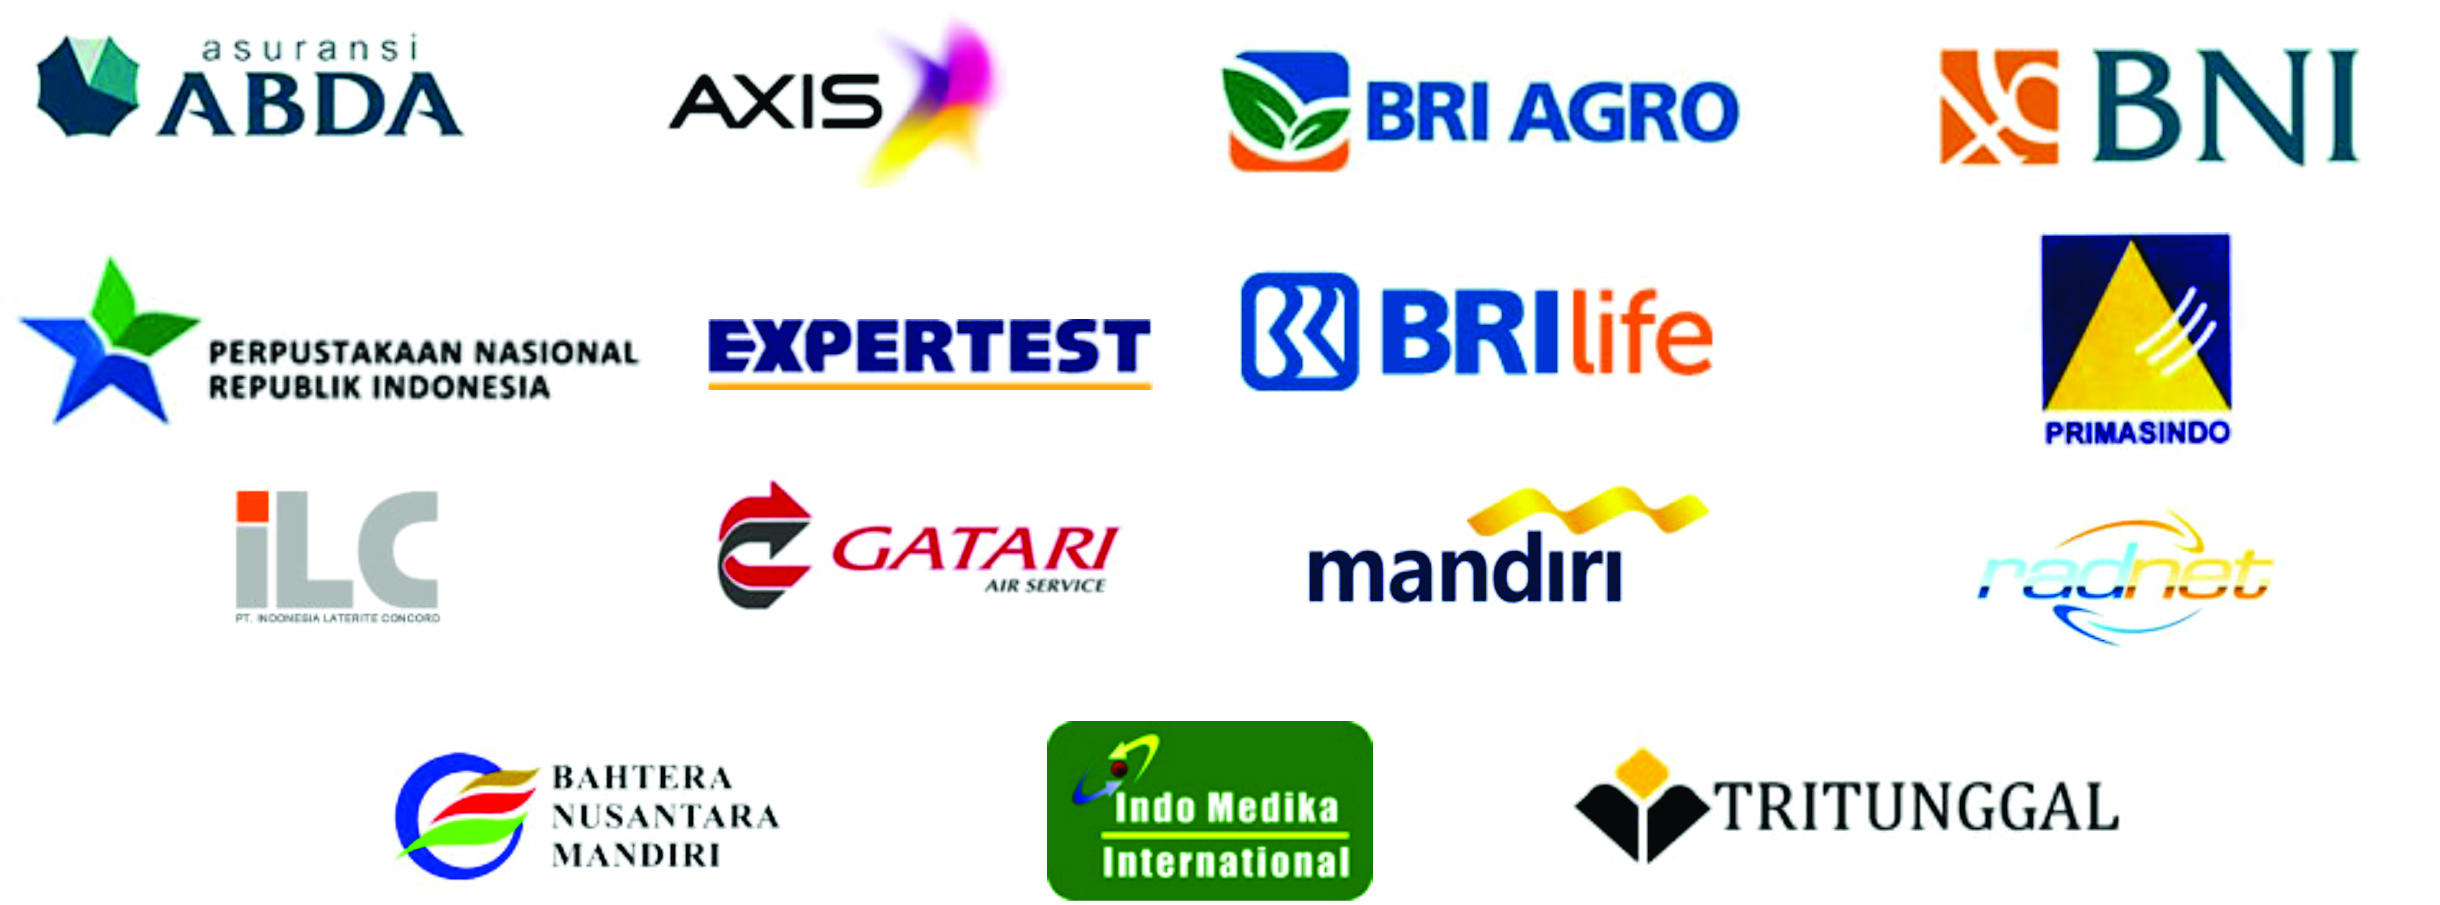 asuransi
ABDA
AXIS
BRI AGRO
BNI
PERPUSTAKAAN NASIONAL
REPUBLIK INDONESIA
EXPERTEST
BRIlife
PRIMASINDO
iLC
PT. INDONESIA LATERITE CONCORD
GATARI
AIR SERVICE
mandiri
radnet
BAHTERA
NUSANTARA
MANDIRI
Indo Medika
International
TRITUNGGAL